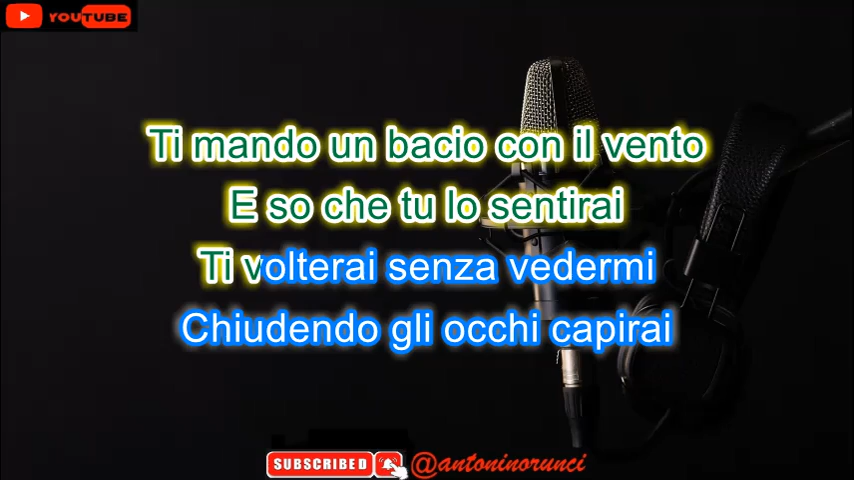 YOUTUBE
Ti mando un bacio con il vento
E so che tu lo sentirai
Ti volterai senza vedermi
Chiudendo gli occhi capirai
SUBSCRIBED @antoninorunci